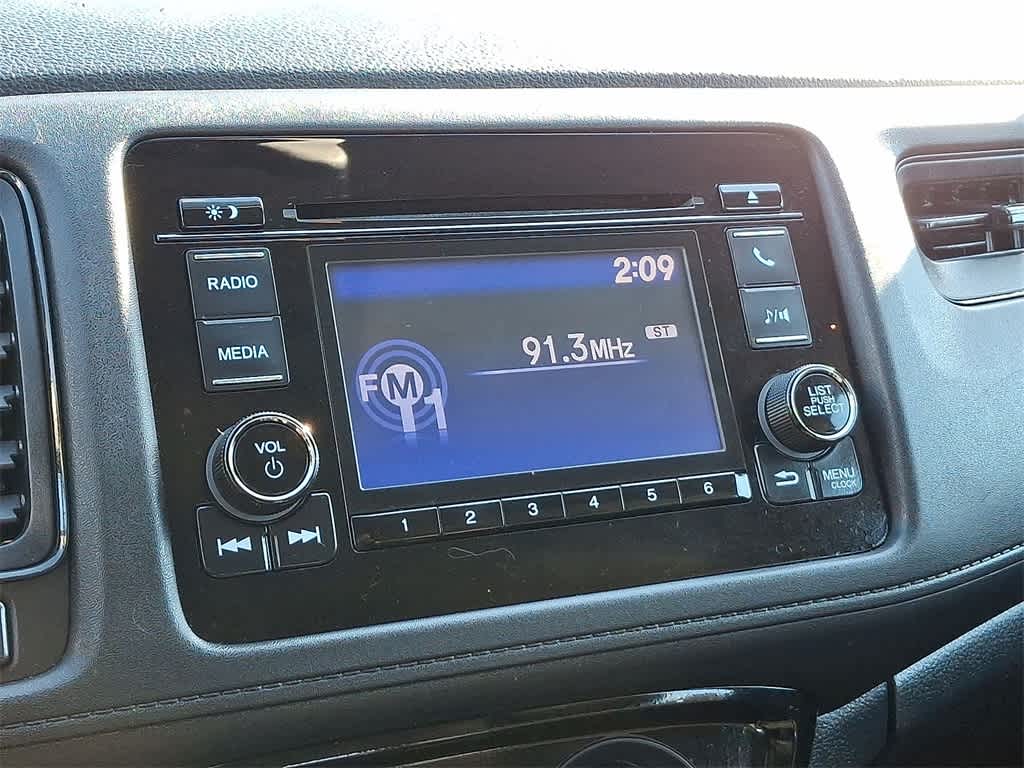 RADIO
MEDIA
2:09
ST
91.3MHz
FM1
VOL
LIST
PUSH
SELECT
MENU
CLOCK
1 2 3 4 5 6